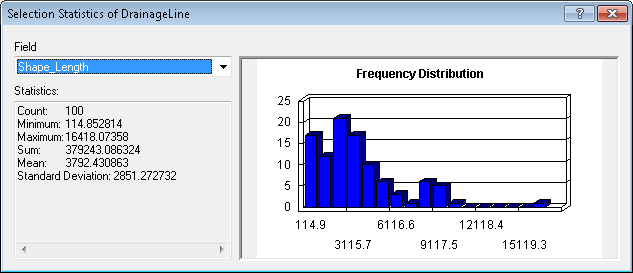 Selection Statistics of DrainageLine
Field
Shape_Length
Statistics:
Count: 100
Minimum: 114.852814
Maximum: 16418.07358
Sum: 379243.086324
Mean: 3792.430863
Standard Deviation: 2851.272732
Frequency Distribution
25
20
15
10
5
0
114.9 6116.6 12118.4
3115.7 9117.5 15119.3